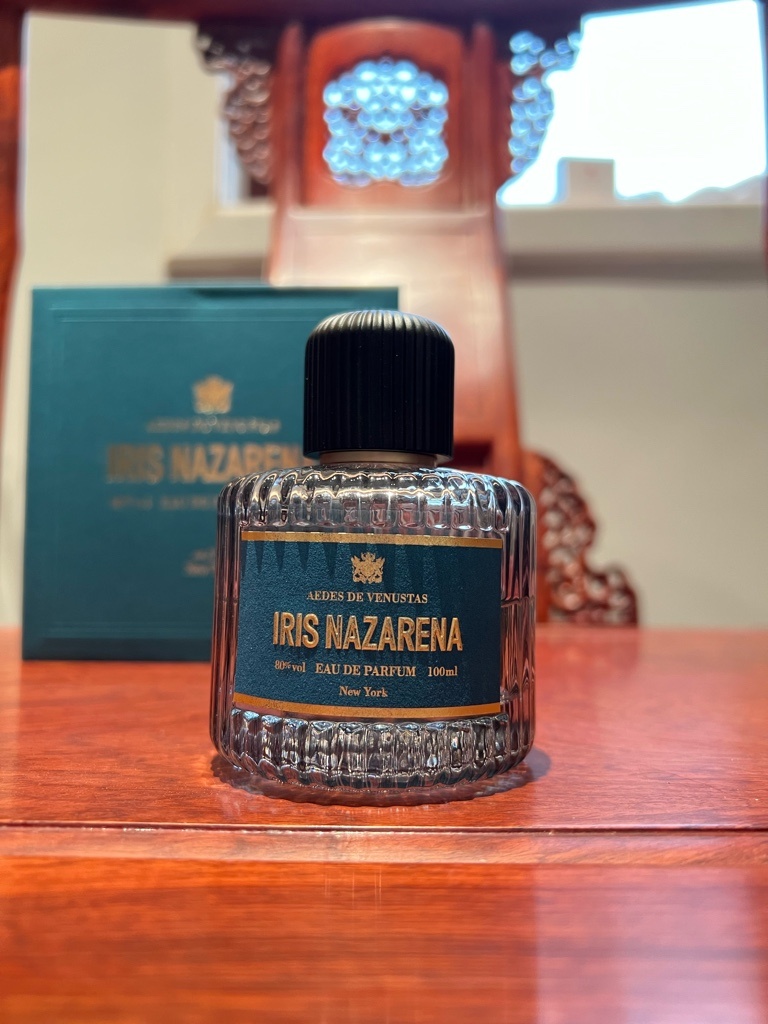 IRIS NAZARENA
AEDES DE VENUSTAS
IRIS NAZARENA
80% vol EAU DE PARFUM 100ml
New York